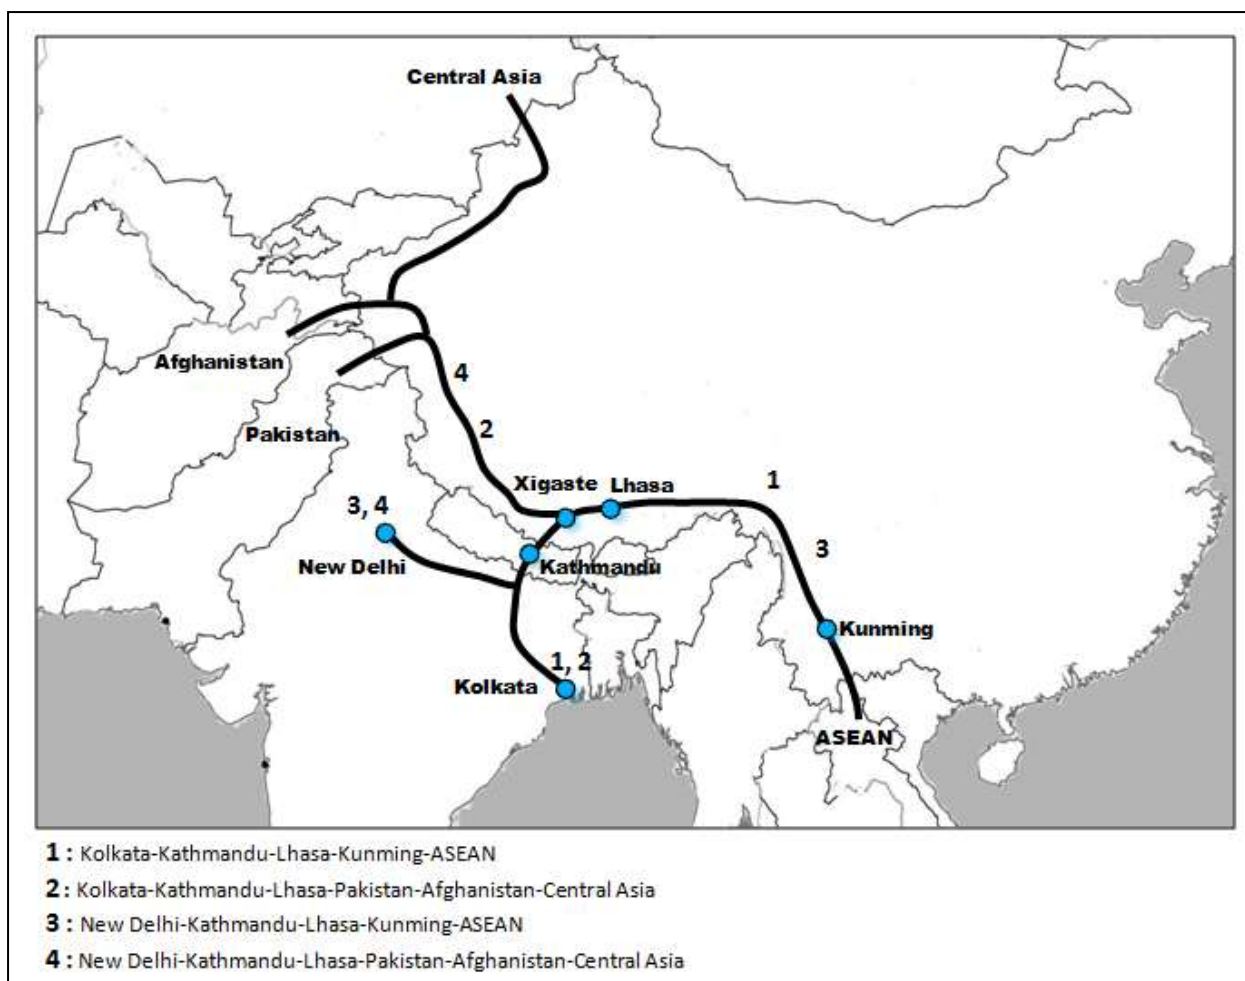 Central Asia
Afghanistan
4
Pakistan
2
Xigaste
Lhasa
1
3, 4
New Delhi
Kathmandu
3
Kunming
1, 2
Kolkata
ASEAN
1 : Kolkata-Kathmandu-Lhasa-Kunming-ASEAN
2 : Kolkata-Kathmandu-Lhasa-Pakistan-Afghanistan-Central Asia
3 : New Delhi-Kathmandu-Lhasa-Kunming-ASEAN
4 : New Delhi-Kathmandu-Lhasa-Pakistan-Afghanistan-Central Asia